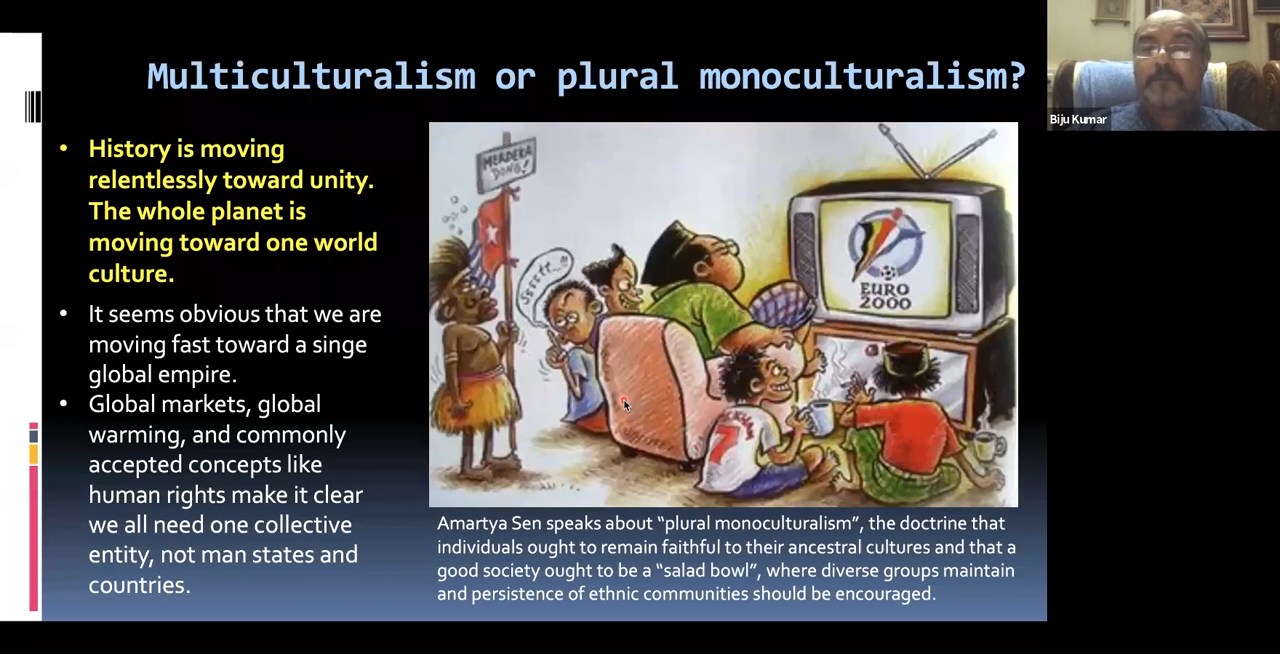 Multiculturalism or plural monoculturalism?
Biju Kumar
• History is moving
relentlessly toward unity.
The whole planet is
moving toward one world
culture.
• It seems obvious that we are
moving fast toward a singe
global empire.
• Global markets, global
warming, and commonly
accepted concepts like
human rights make it clear
we all need one collective
entity, not man states and
countries.
MERDEKA
DONG!
Sssttt..!!
EURO
2000
7
Amartya Sen speaks about “plural monoculturalism”, the doctrine that
individuals ought to remain faithful to their ancestral cultures and that a
good society ought to be a “salad bowl”, where diverse groups maintain
and persistence of ethnic communities should be encouraged.